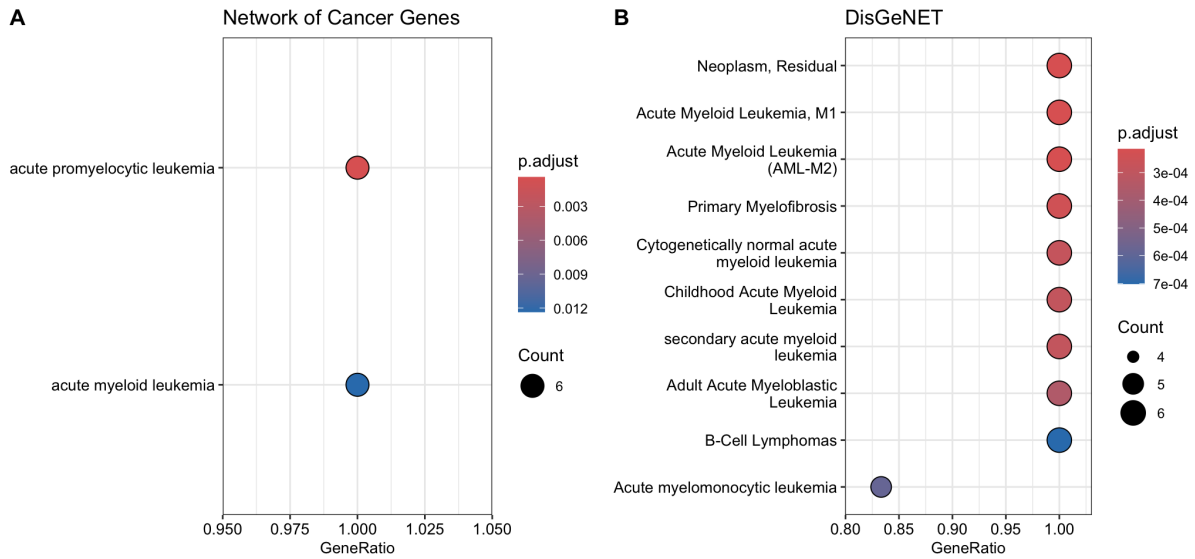 A
Network of Cancer Genes
acute promyelocytic leukemia
acute myeloid leukemia
0.950
0.975
1.000
1.025
1.050
GeneRatio
p.adjust
0.003
0.006
0.009
0.012
Count
6
B
DisGeNET
Neoplasm, Residual
Acute Myeloid Leukemia, M1
Acute Myeloid Leukemia
(AML-M2)
Primary Myelofibrosis
Cytogenetically normal acute
myeloid leukemia
Childhood Acute Myeloid
Leukemia
secondary acute myeloid
leukemia
Adult Acute Myeloblastic
Leukemia
B-Cell Lymphomas
Acute myelomonocytic leukemia
0.80
0.85
0.90
0.95
1.00
GeneRatio
p.adjust
3e-04
4e-04
5e-04
6e-04
7e-04
Count
4
5
6